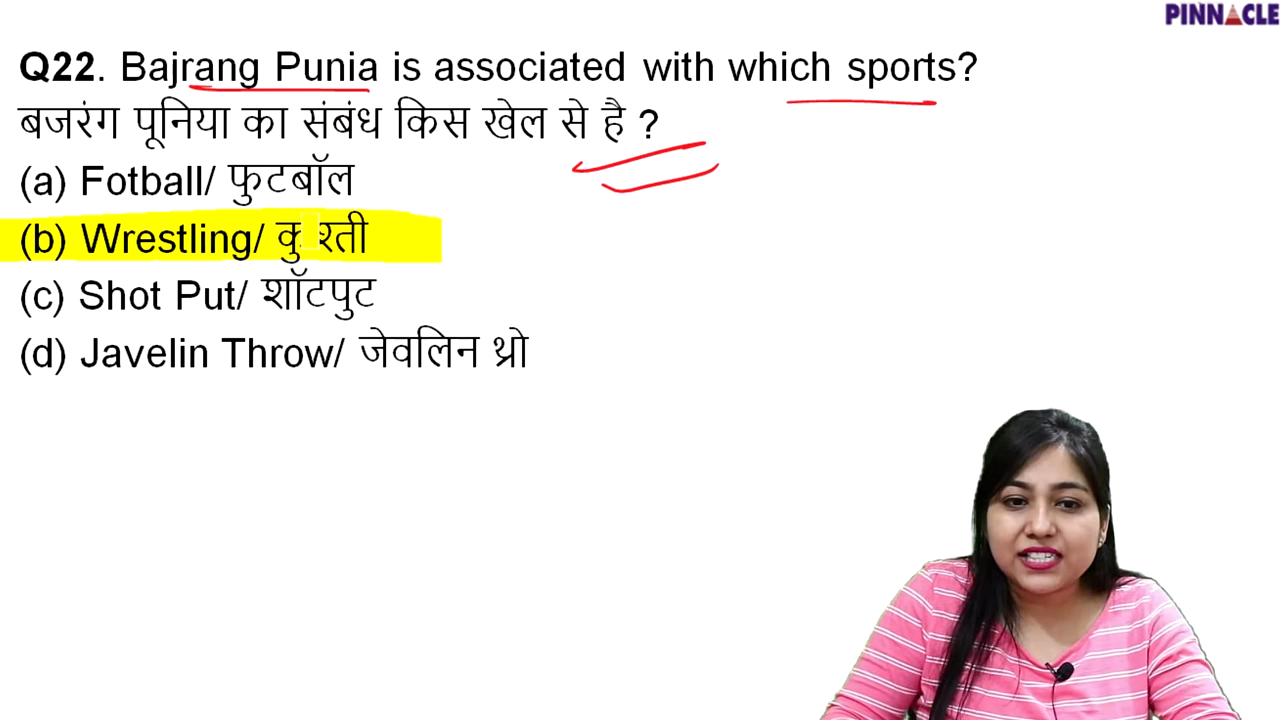 PINNACLE
Q22. Bajrang Punia is associated with which sports?
बजरंग पूनिया का संबंध किस खेल से है ?
(a) Fotball/ फुटबॉल
(b) Wrestling/ कुश्ती
(c) Shot Put/ शॉटपुट
(d) Javelin Throw/ जेवलिन थ्रो